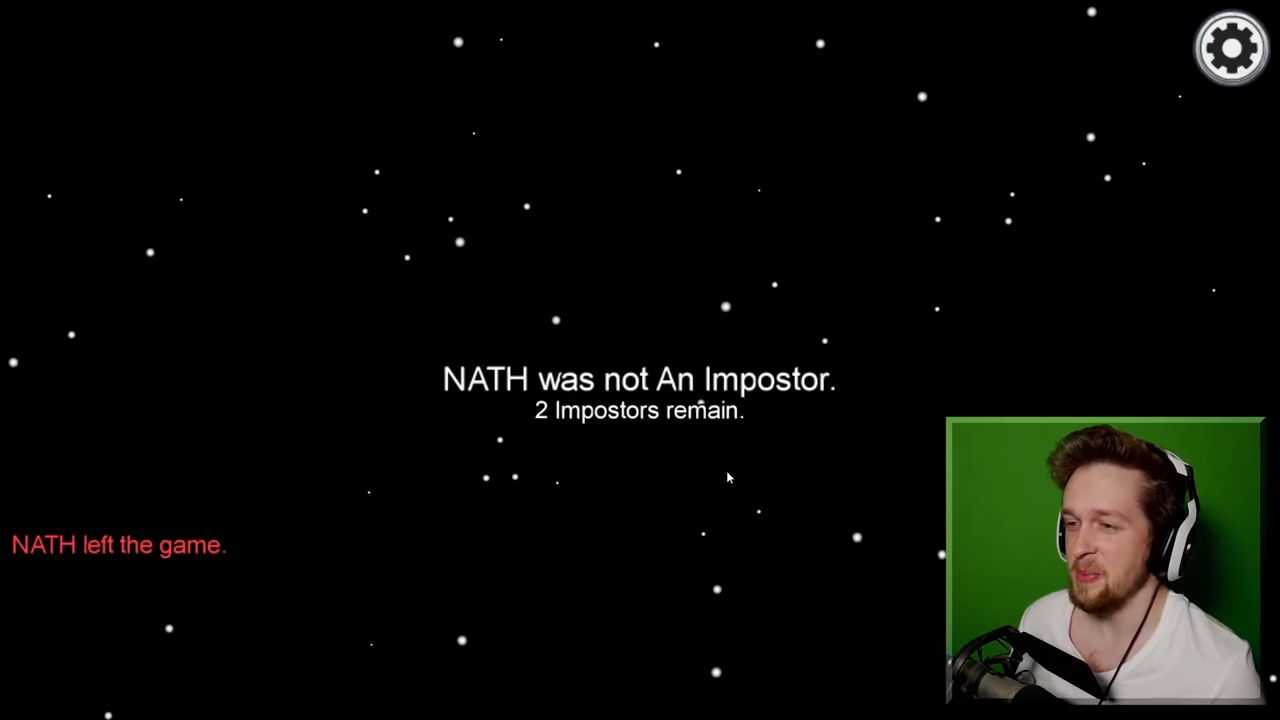 NATH was not An Impostor.
2 Impostors remain.
NATH left the game.